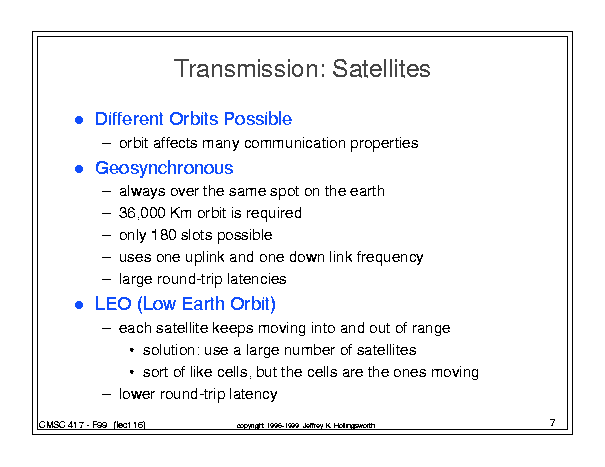 Transmission: Satellites
● Different Orbits Possible
– orbit affects many communication properties
● Geosynchronous
– always over the same spot on the earth
– 36,000 Km orbit is required
– only 180 slots possible
– uses one uplink and one down link frequency
– large round-trip latencies
● LEO (Low Earth Orbit)
– each satellite keeps moving into and out of range
• solution: use a large number of satellites
• sort of like cells, but the cells are the ones moving
– lower round-trip latency
CMSC 417 - F99 (lect 16)
copyright 1996-1999 Jeffrey K. Hollingsworth
7